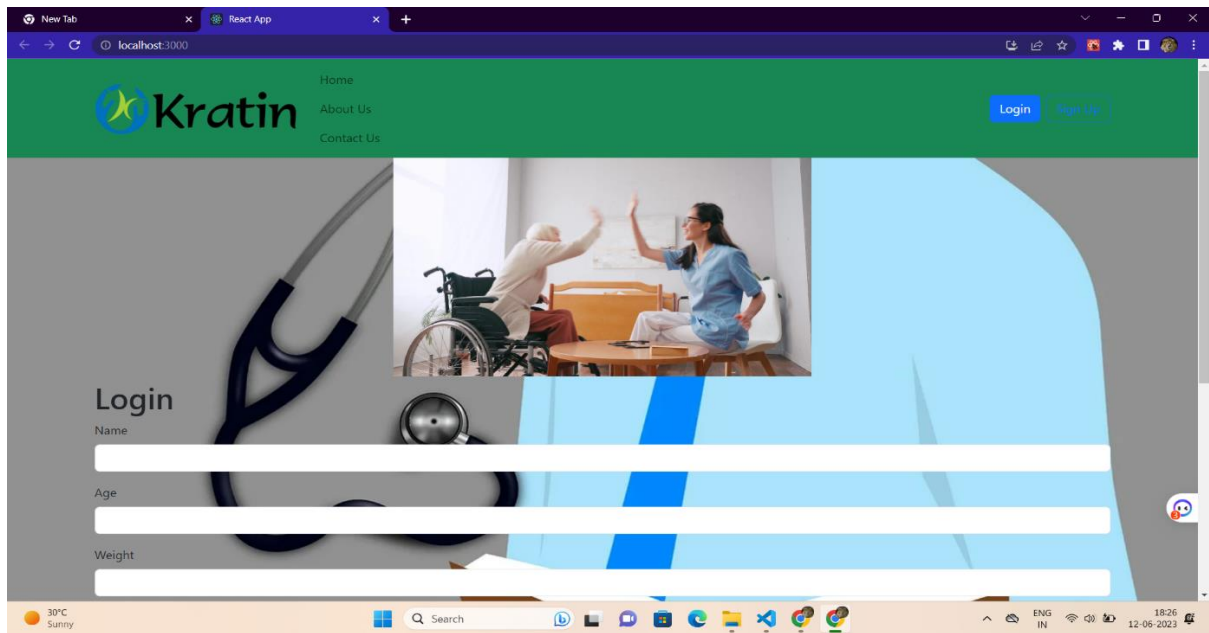 New Tab
React App
localhost:3000
Kratin
Home
About Us
Contact Us
Login
Sign Up
Login
Name
Age
Weight
3
30°C
Sunny
Search
ENG
IN
18:26
12-06-2023